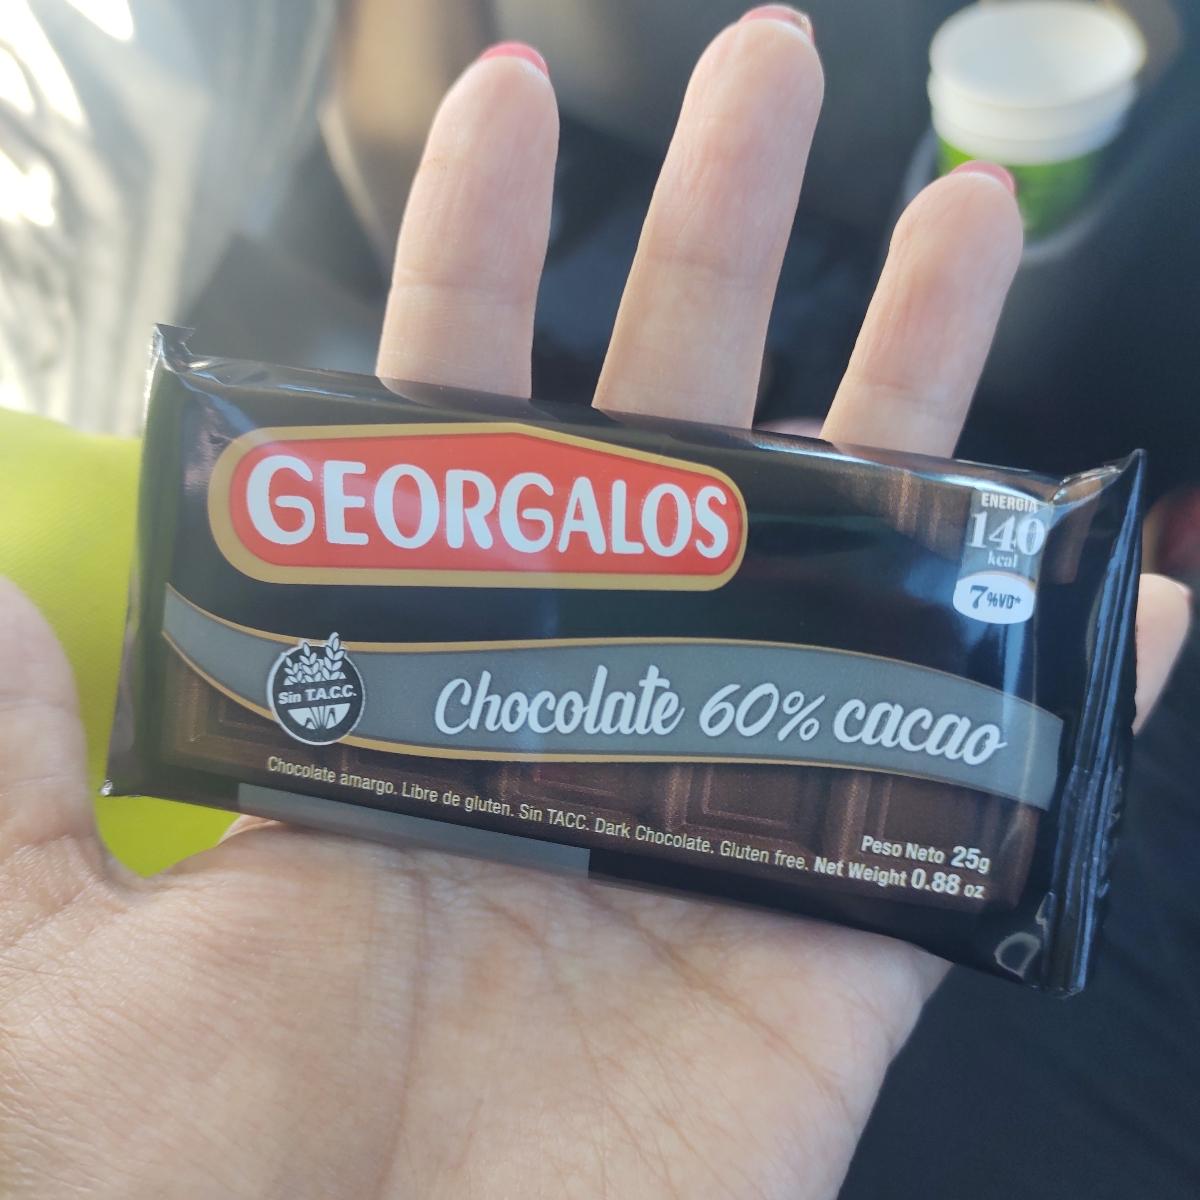 GEORGALOS
ENERGÍA
140
kcal
7%VD*
Sin T.A.C.C.
Chocolate 60% cacao
Chocolate amargo. Libre de gluten. Sin TACC. Dark Chocolate. Gluten free.
Peso Neto 25g
Net Weight 0.88 oz